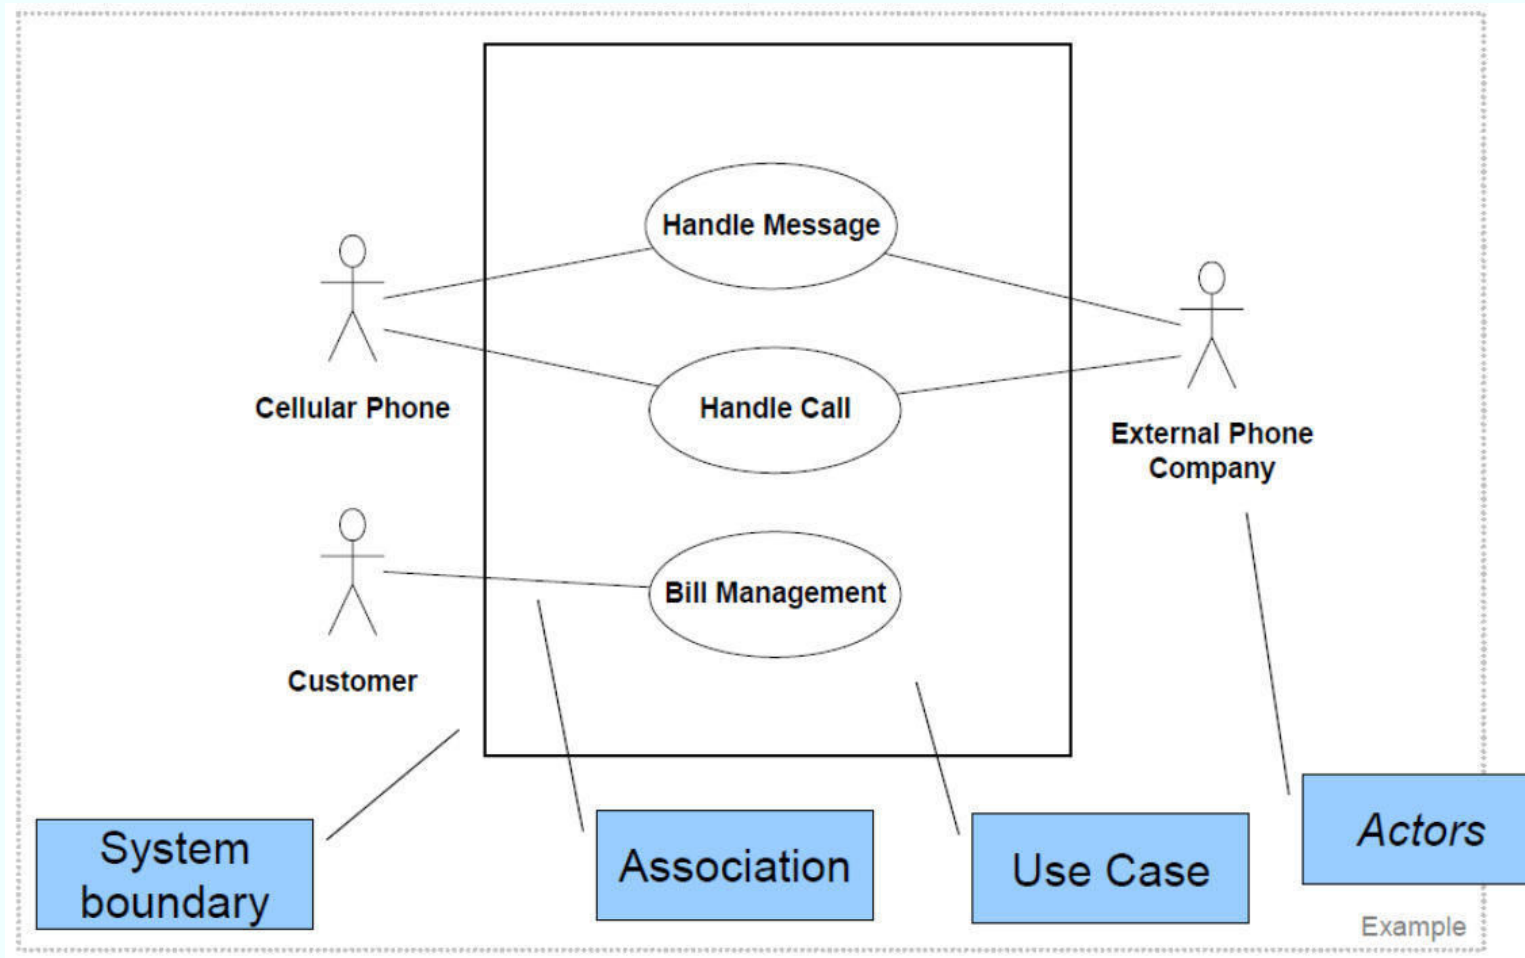 Handle Message
Cellular Phone
Handle Call
External Phone
Company
Bill Management
Customer
System
boundary
Association
Use Case
Actors
Example